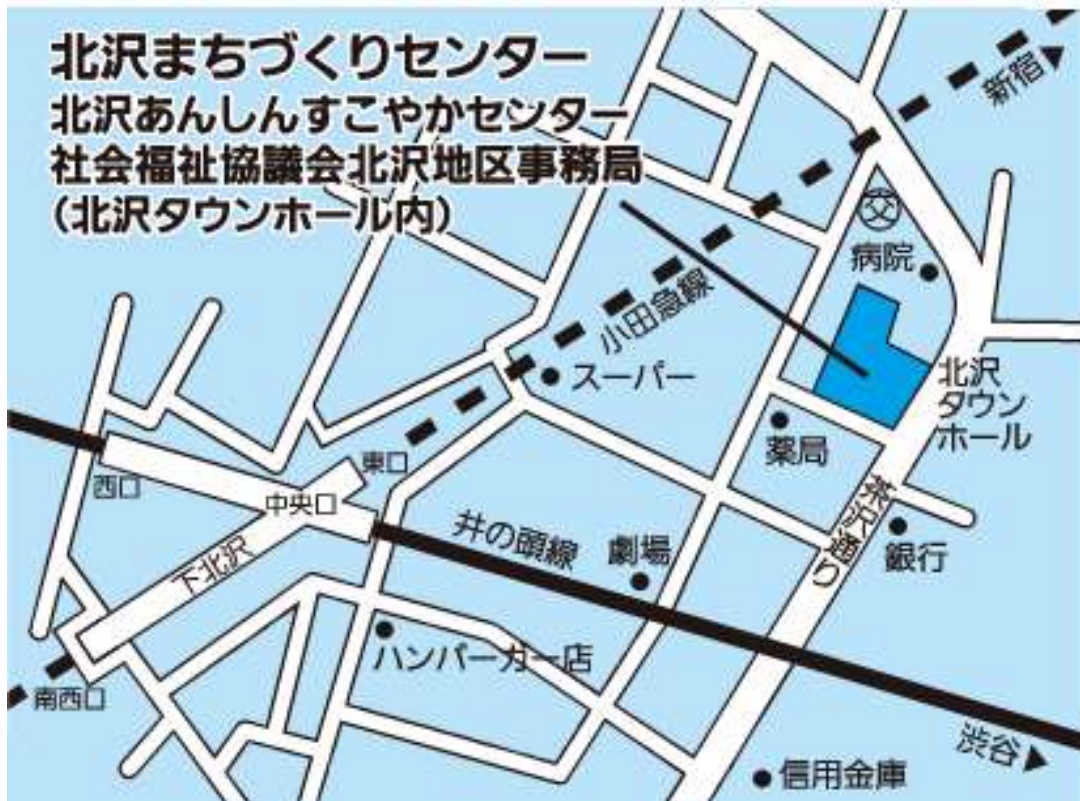 北沢まちづくりセンター
北沢あんしんすこやかセンター
社会福祉協議会北沢地区事務局
(北沢タウンホール内)
新宿▶
病院
小田急線
スーパー
北沢
タウン
ホール
薬局
東口
西口
中央口
茶沢通り
井の頭線
劇場
銀行
下北沢
ハンバーガー店
南西口
渋谷▶
信用金庫